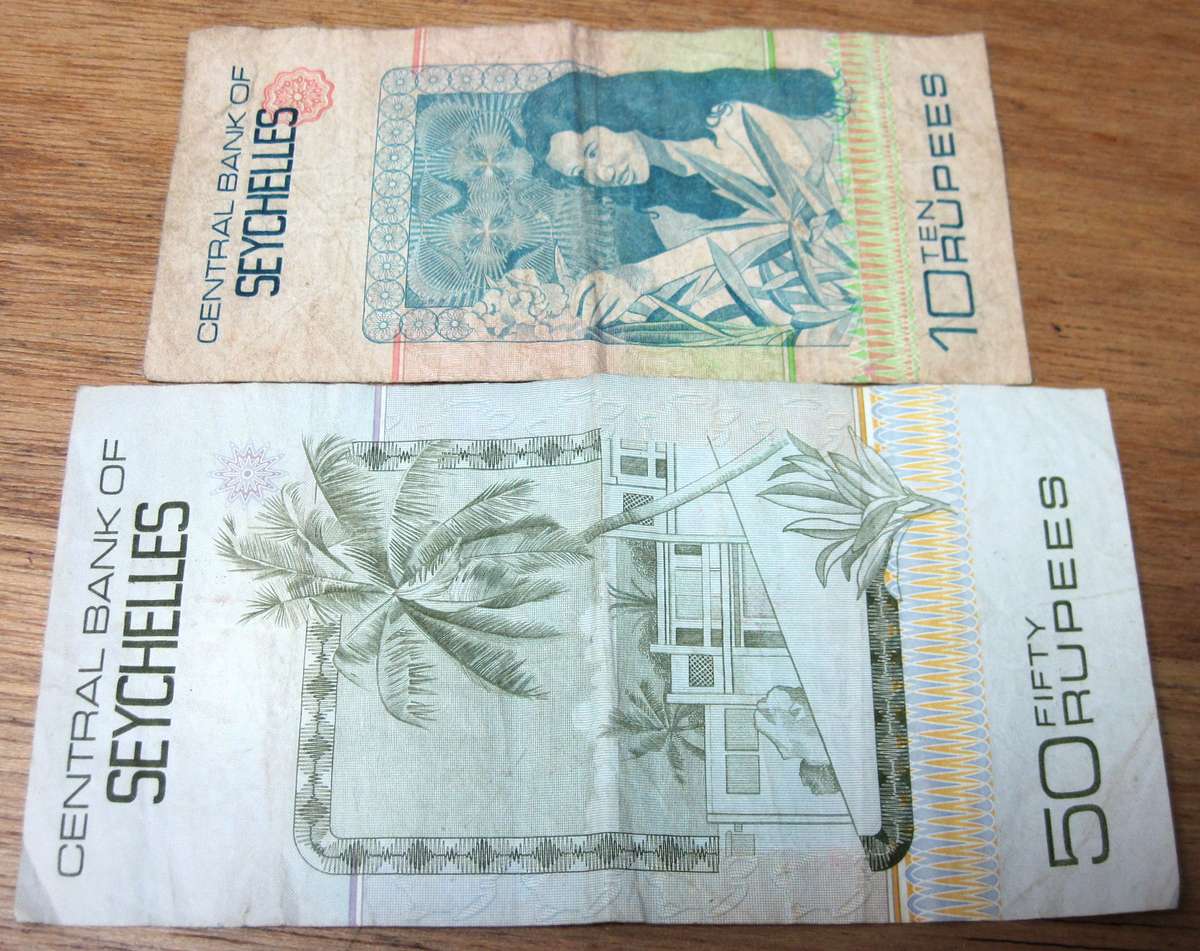 CENTRAL BANK OF
SEYCHELLES
TEN
10 RUPEES
CENTRAL BANK OF
SEYCHELLES
FIFTY
50 RUPEES